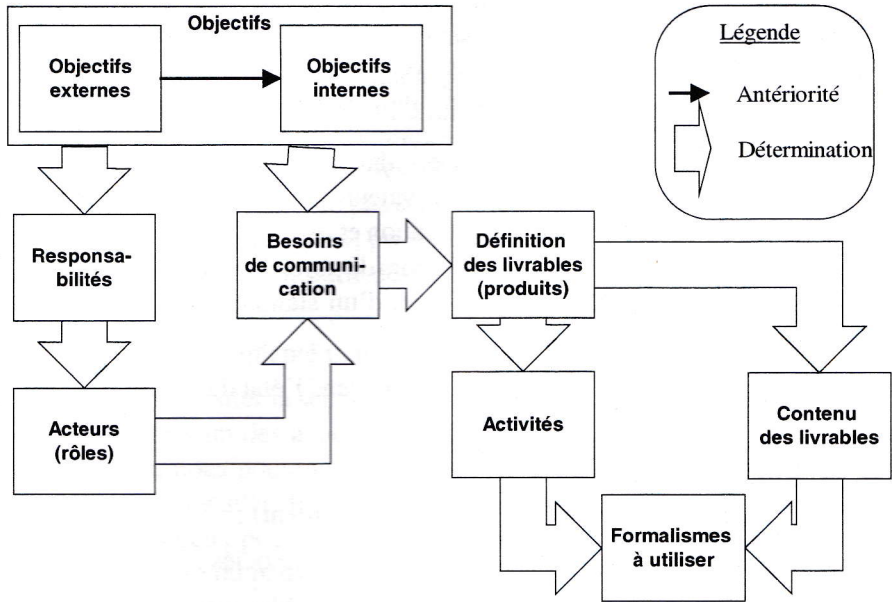 Objectifs
Objectifs
externes
Objectifs
internes
Légende
Antériorité
Détermination
Responsa-
bilités
Besoins
de communi-
cation
Définition
des livrables
(produits)
Acteurs
(rôles)
Activités
Contenu
des livrables
Formalismes
à utiliser